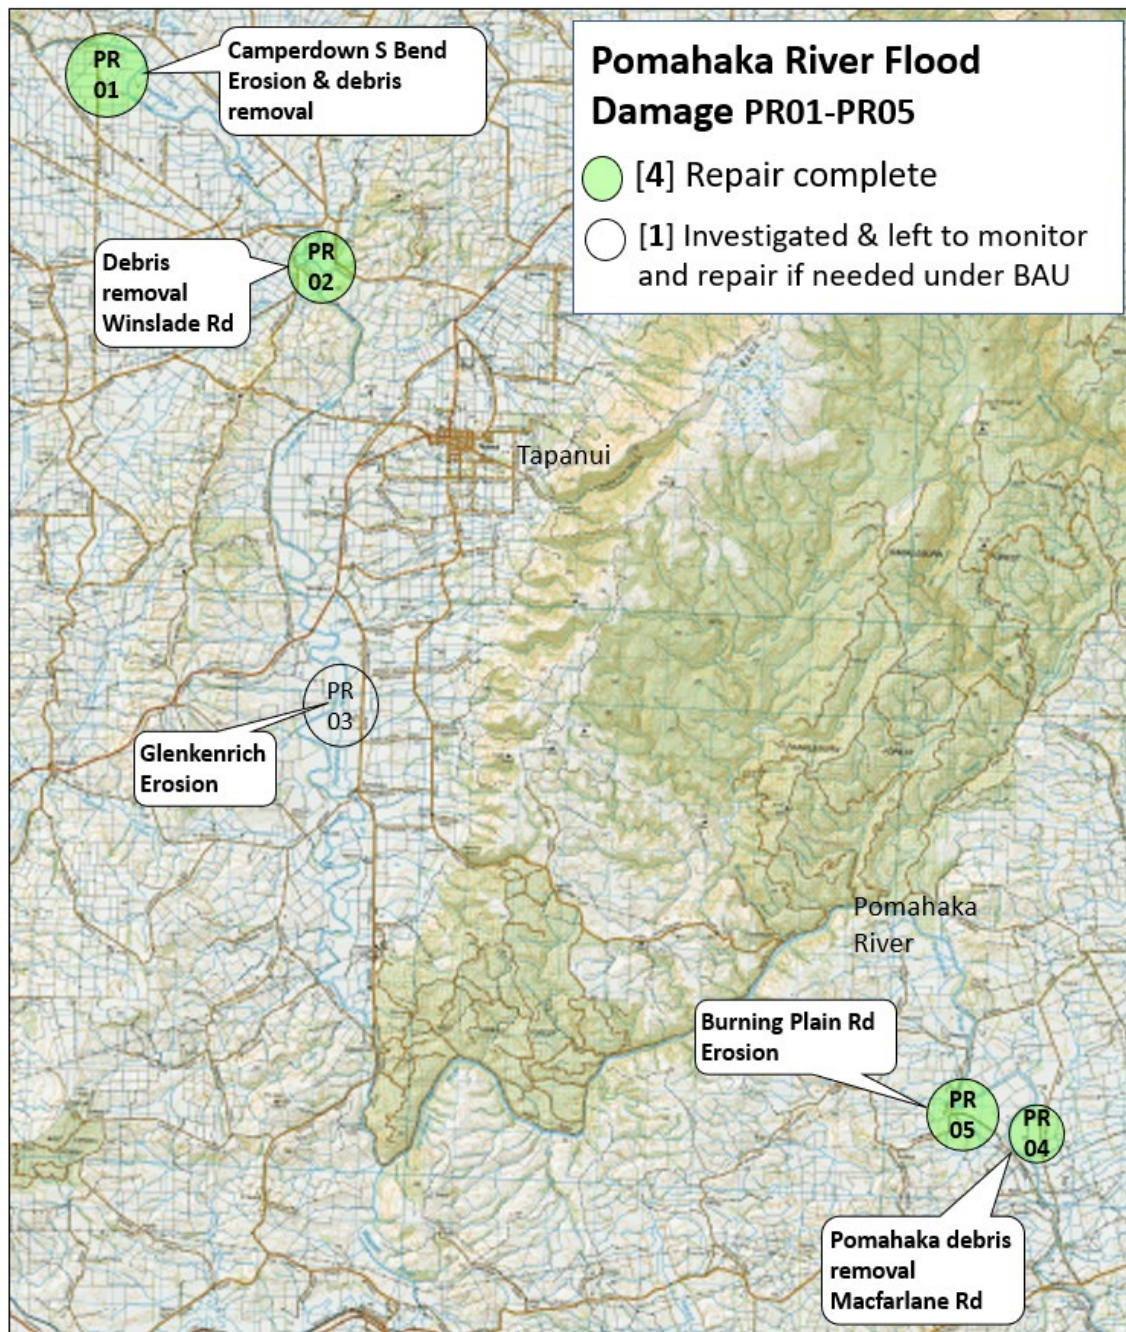 PR
01
Camperdown S Bend
Erosion & debris
removal
Pomahaka River Flood
Damage PR01-PR05
[4] Repair complete
[1] Investigated & left to monitor
and repair if needed under BAU
Debris
removal
Winslade Rd
PR
02
Tapanui
PR
03
Glenkenrich
Erosion
Pomahaka
River
Burning Plain Rd
Erosion
PR
05
PR
04
Pomahaka debris
removal
Macfarlane Rd